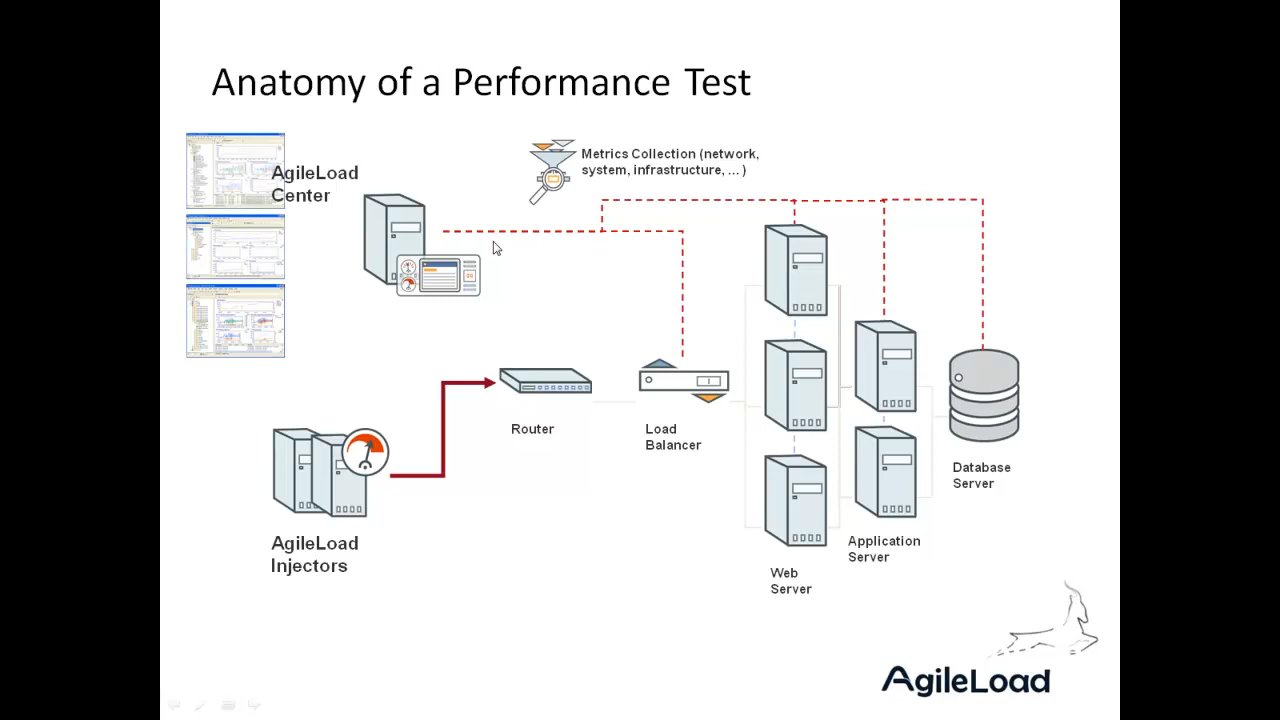 Anatomy of a Performance Test
AgileLoad
Center
Metrics Collection (network,
system, infrastructure, ... )
Router
Load
Balancer
AgileLoad
Injectors
Web
Server
Application
Server
Database
Server
AgileLoad